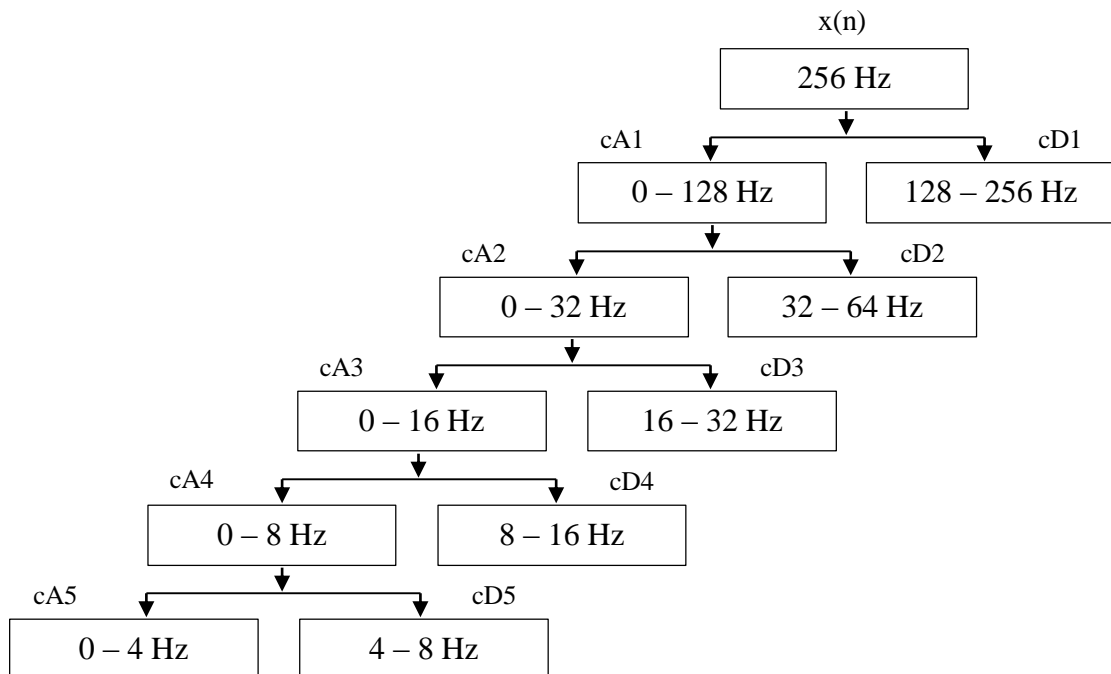 x(n)
256 Hz
cA1 cD1
0 – 128 Hz 128 – 256 Hz
cA2 cD2
0 – 32 Hz 32 – 64 Hz
cA3 cD3
0 – 16 Hz 16 – 32 Hz
cA4 cD4
0 – 8 Hz 8 – 16 Hz
cA5 cD5
0 – 4 Hz 4 – 8 Hz